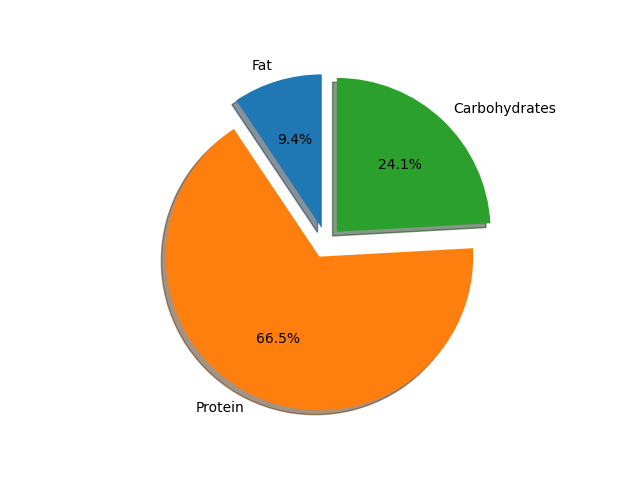 Fat
Carbohydrates
9.4%
24.1%
66.5%
Protein